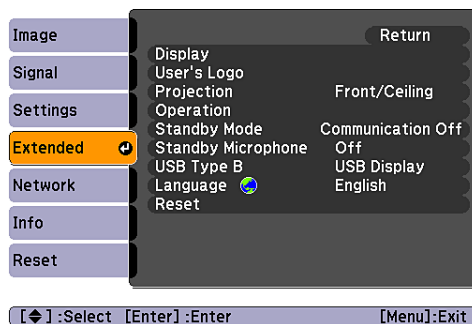 Image
Signal
Settings
Extended
Network
Info
Reset
Return
Display
User's Logo
Projection Front/Ceiling
Operation
Standby Mode Communication Off
Standby Microphone Off
USB Type B USB Display
Language English
Reset
[◆] :Select [Enter] :Enter [Menu]:Exit